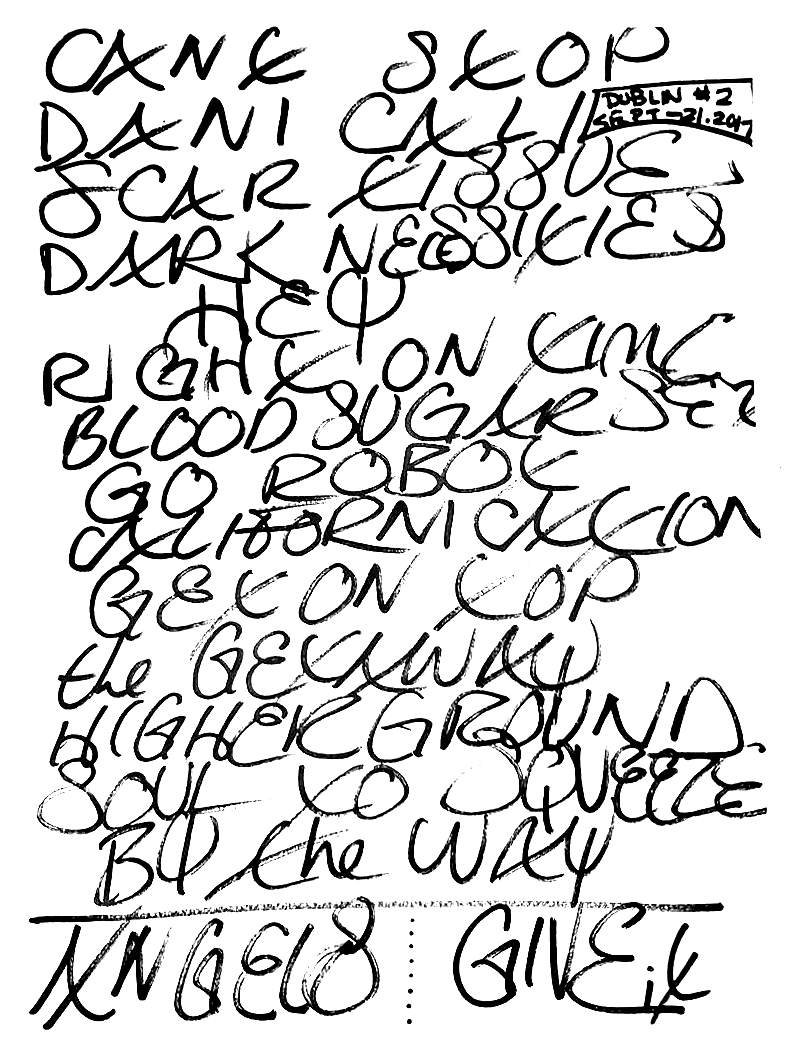 CANT STOP
DANI CALI
DUBLIN #2
SEPT-21.2017
SCAR TISSUE
DARK NECESSITIES
HEY
RIGHT ON TIME
BLOOD SUGAR SEX
GO ROBOT
CALIFORNICATION
GET ON TOP
the GETAWAY
HIGHER GROUND
SOUL TO SQUEEZE
BY the WAY
ANGELS GIVE it